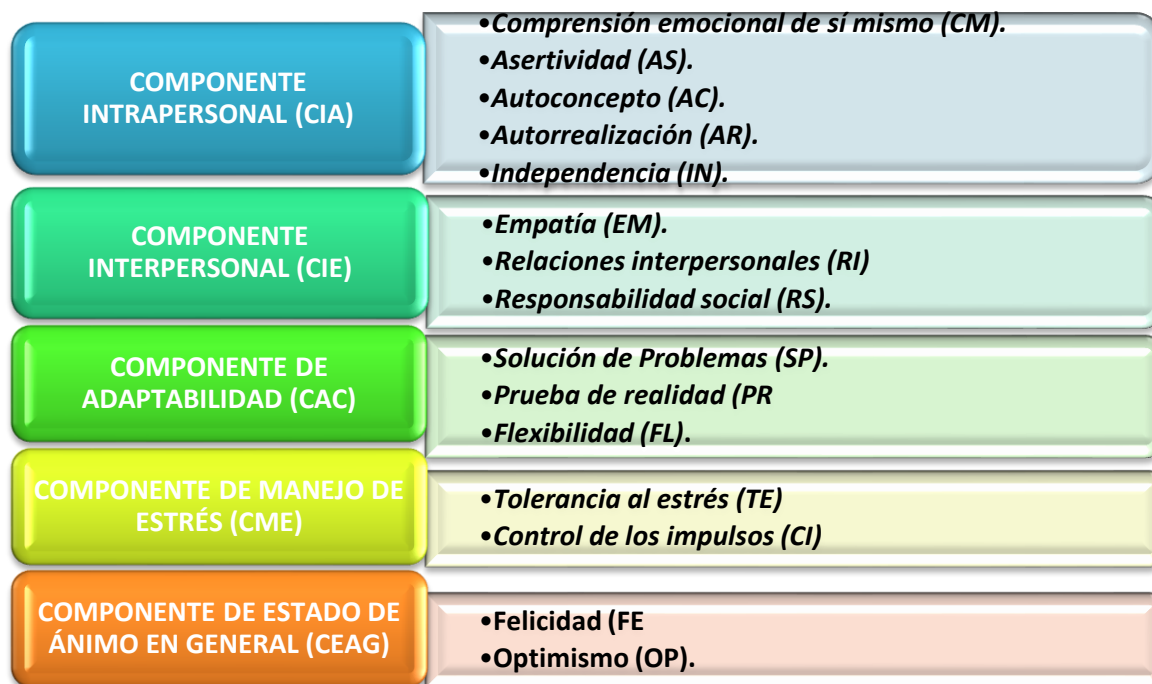 COMPONENTE
INTRAPERSONAL (CIA)
•Comprensión emocional de sí mismo (CM).
•Asertividad (AS).
•Autoconcepto (AC).
•Autorrealización (AR).
•Independencia (IN).
COMPONENTE
INTERPERSONAL (CIE)
•Empatía (EM).
•Relaciones interpersonales (RI)
•Responsabilidad social (RS).
COMPONENTE DE
ADAPTABILIDAD (CAC)
•Solución de Problemas (SP).
•Prueba de realidad (PR
•Flexibilidad (FL).
COMPONENTE DE MANEJO DE
ESTRÉS (CME)
•Tolerancia al estrés (TE)
•Control de los impulsos (CI)
COMPONENTE DE ESTADO DE
ÁNIMO EN GENERAL (CEAG)
•Felicidad (FE
•Optimismo (OP).